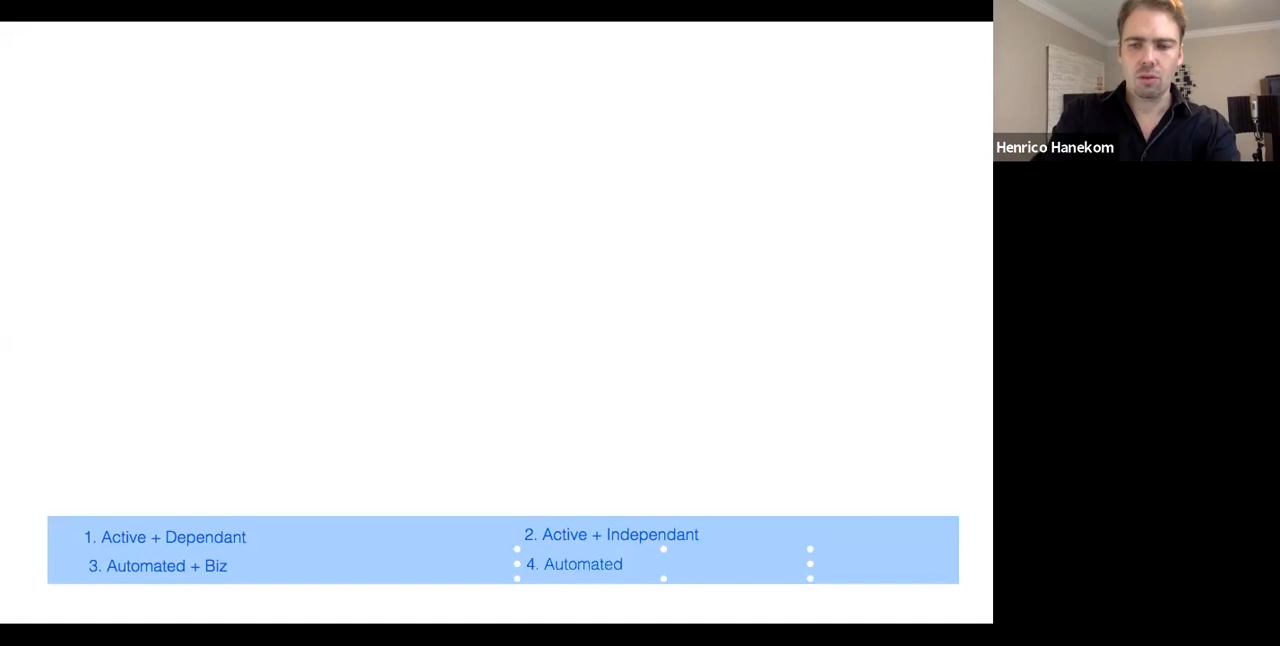 Henrico Hanekom
1. Active + Dependant
2. Active + Independant
3. Automated + Biz
4. Automated